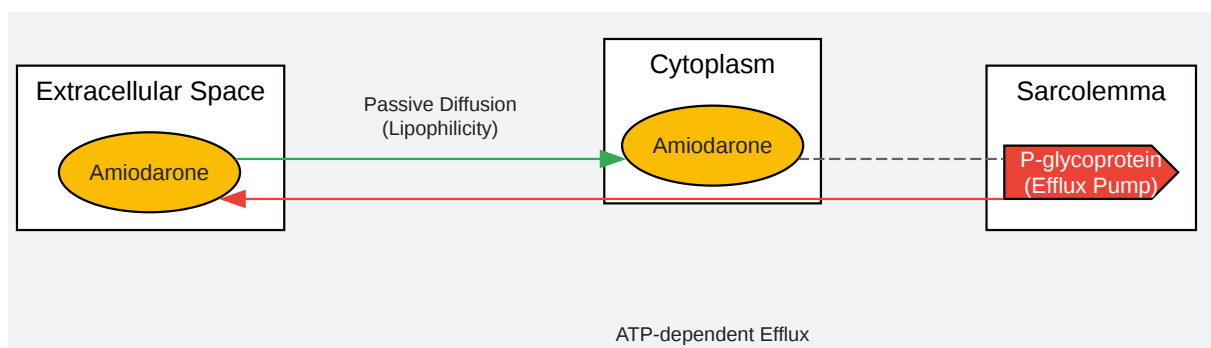 Extracellular Space
Amiodarone
Passive Diffusion
(Lipophilicity)
Cytoplasm
Amiodarone
Sarcolemma
P-glycoprotein
(Efflux Pump)
ATP-dependent Efflux